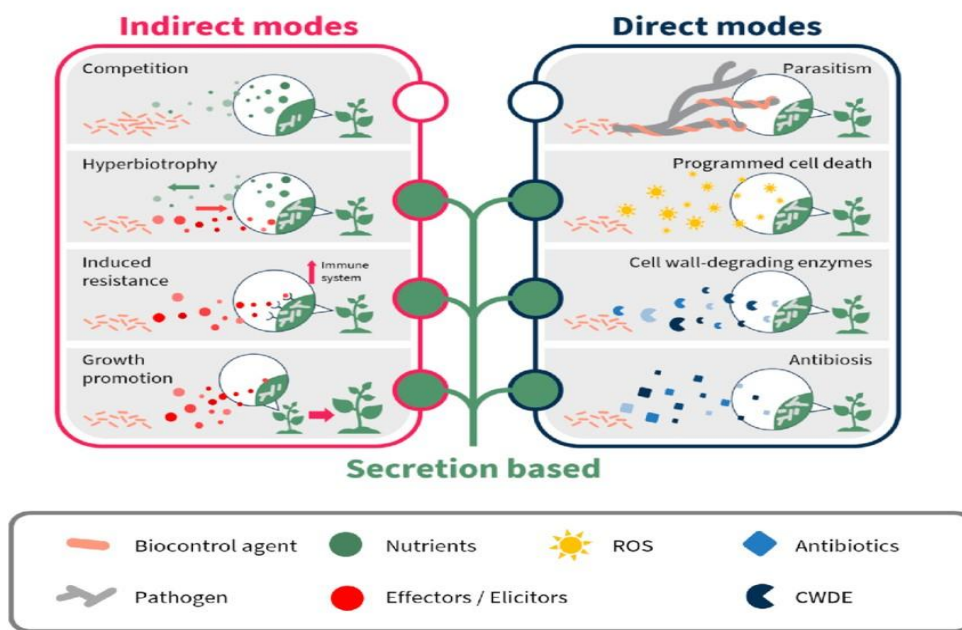 Indirect modes
Competition
Hyperbiotrophy
Induced
resistance
Immune
system
Growth
promotion
Direct modes
Parasitism
Programmed cell death
Cell wall-degrading enzymes
Antibiosis
Secretion based
Biocontrol agent
Nutrients
ROS
Antibiotics
Pathogen
Effectors / Elicitors
CWDE